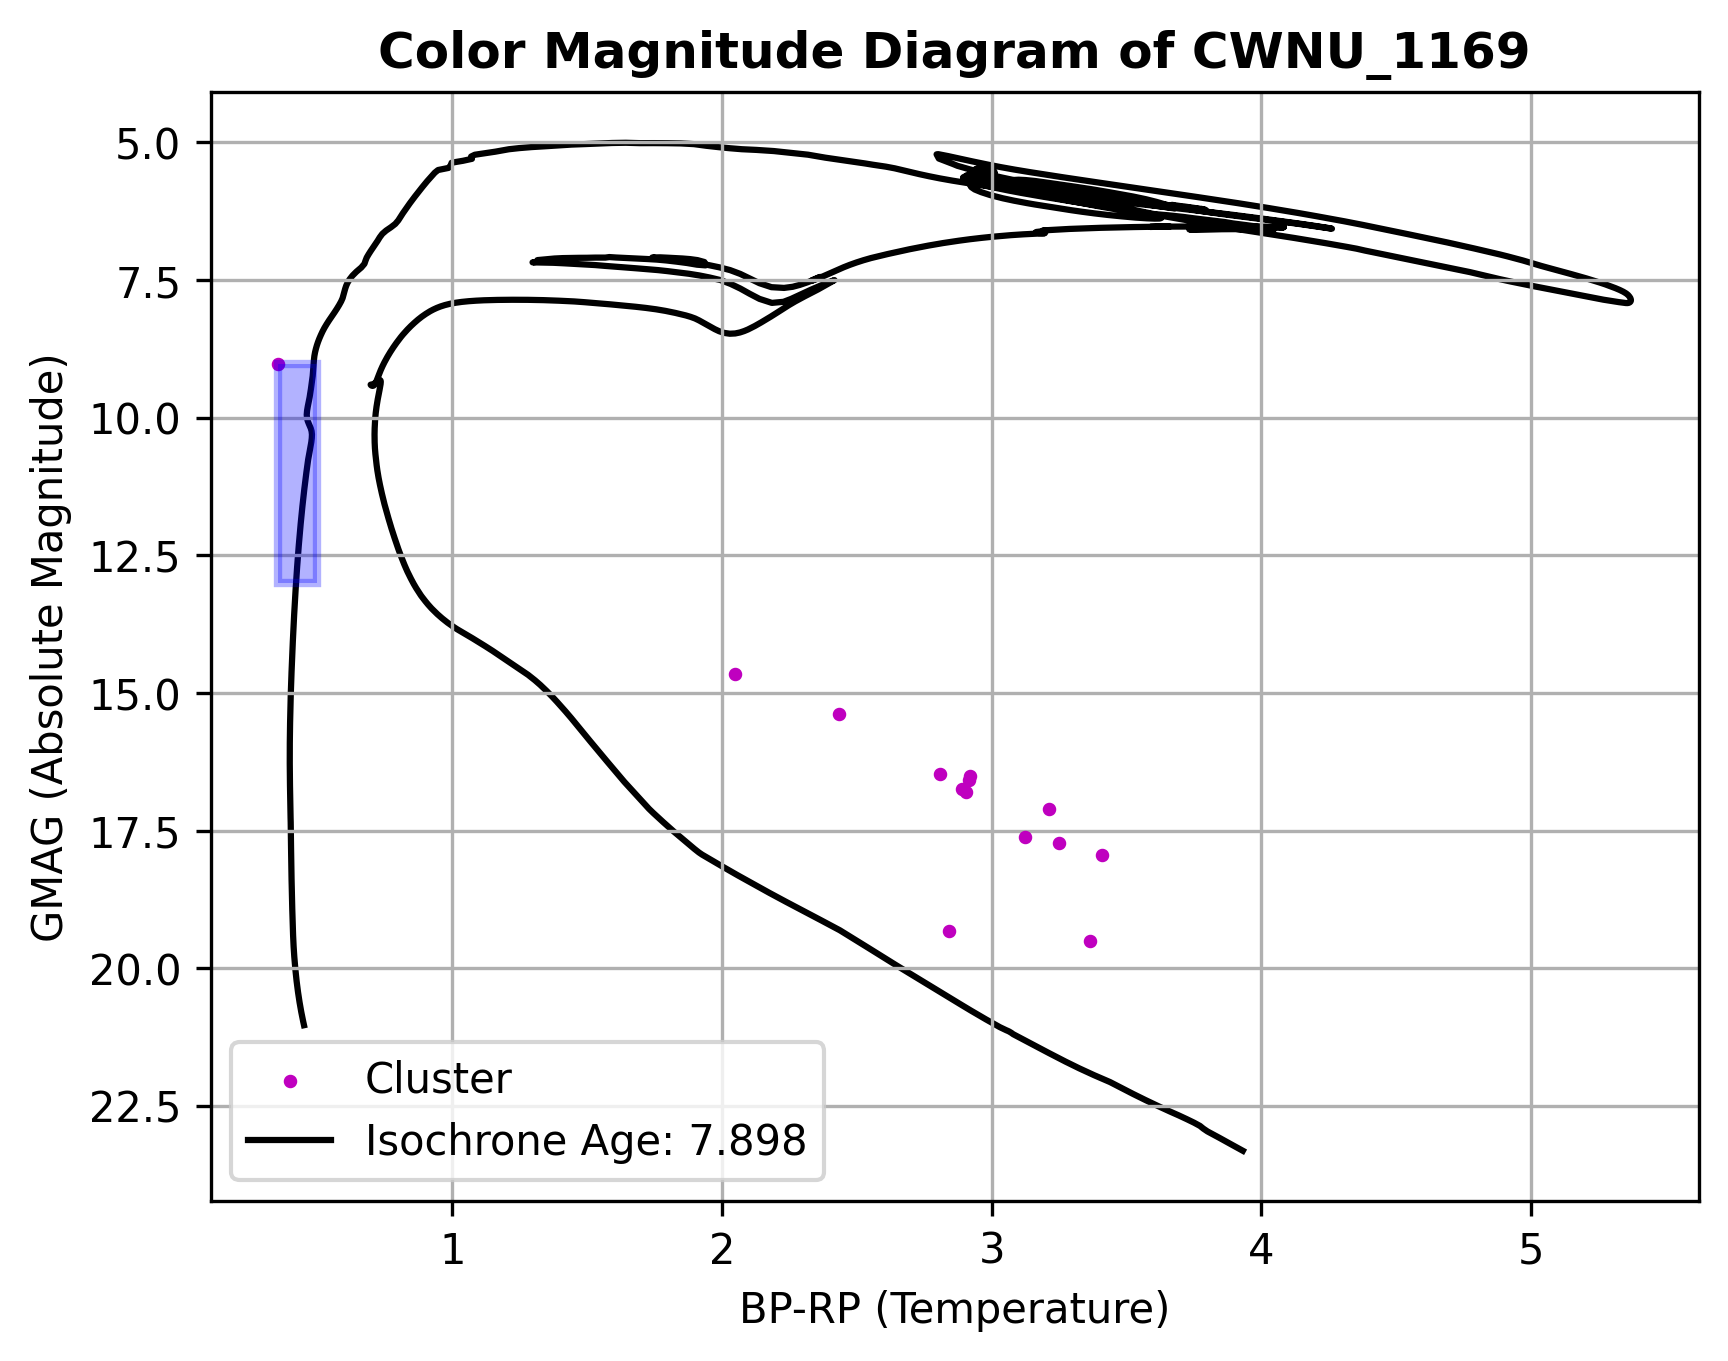 Color Magnitude Diagram of CWNU_1169
GMAG (Absolute Magnitude)
5.0
7.5
10.0
12.5
15.0
17.5
20.0
22.5
Cluster
Isochrone Age: 7.898
1 2 3 4 5
BP-RP (Temperature)